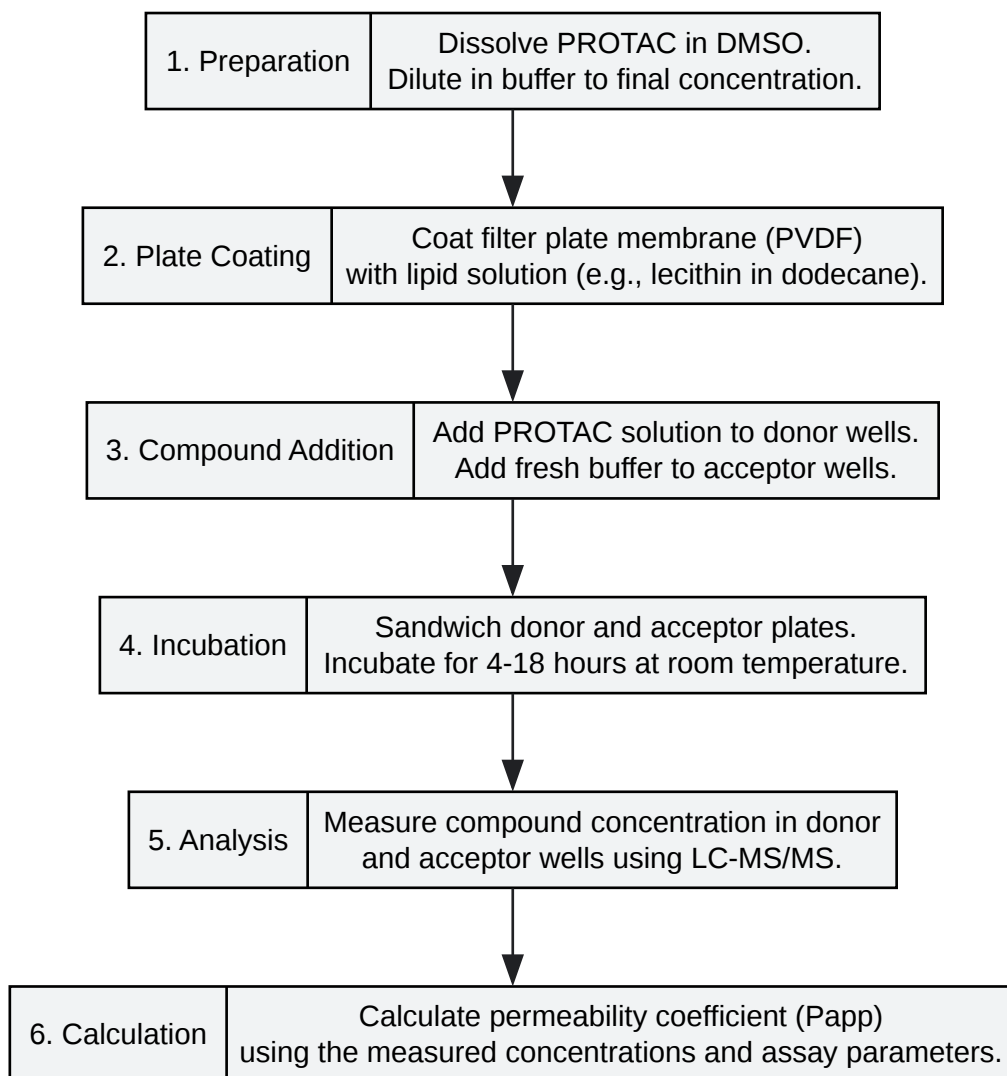 1. Preparation
Dissolve PROTAC in DMSO.
Dilute in buffer to final concentration.
2. Plate Coating
Coat filter plate membrane (PVDF)
with lipid solution (e.g., lecithin in dodecane).
3. Compound Addition
Add PROTAC solution to donor wells.
Add fresh buffer to acceptor wells.
4. Incubation
Sandwich donor and acceptor plates.
Incubate for 4-18 hours at room temperature.
5. Analysis
Measure compound concentration in donor
and acceptor wells using LC-MS/MS.
6. Calculation
Calculate permeability coefficient (Papp)
using the measured concentrations and assay parameters.